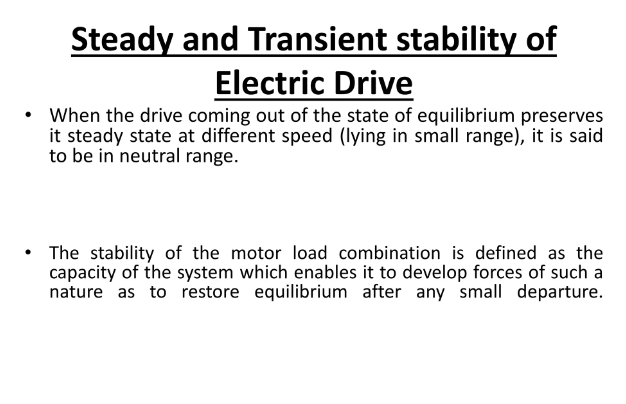 Steady and Transient stability of
Electric Drive
• When the drive coming out of the state of equilibrium preserves
it steady state at different speed (lying in small range), it is said
to be in neutral range.
• The stability of the motor load combination is defined as the
capacity of the system which enables it to develop forces of such a
nature as to restore equilibrium after any small departure.